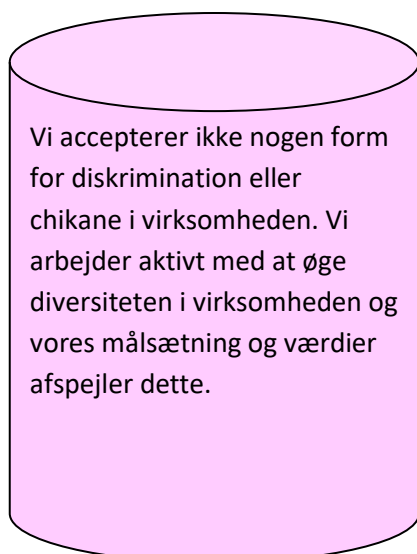 Vi accepterer ikke nogen form
for diskrimination eller
chikane i virksomheden. Vi
arbejder aktivt med at øge
diversiteten i virksomheden og
vores målsætning og værdier
afspejler dette.